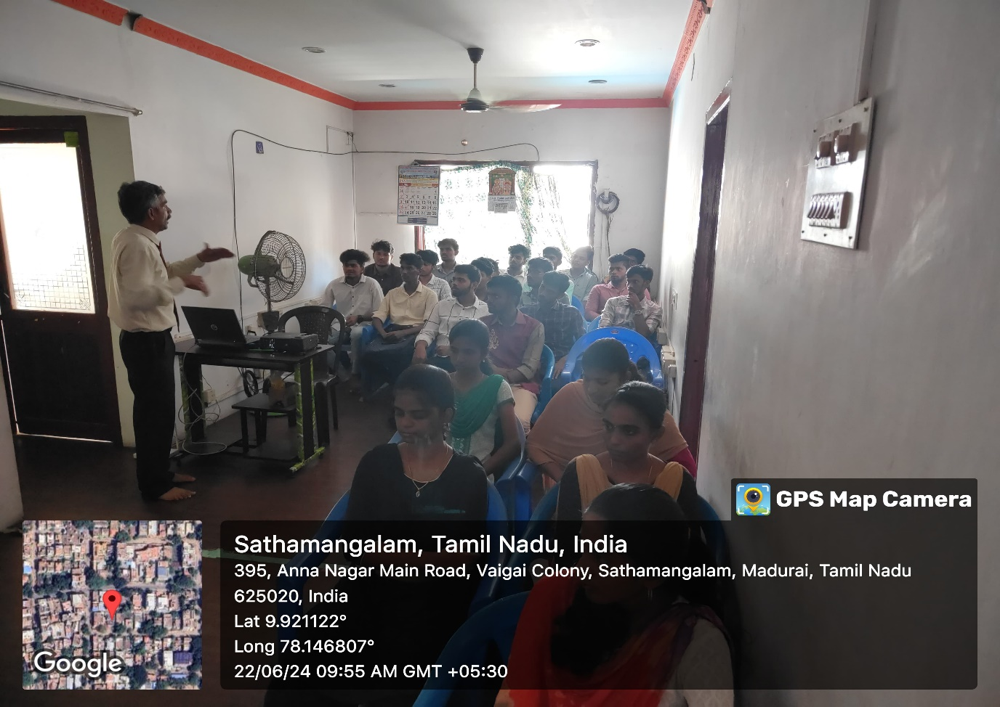 GPS Map Camera
Sathamangalam, Tamil Nadu, India
395, Anna Nagar Main Road, Vaigai Colony, Sathamangalam, Madurai, Tamil Nadu
625020, India
Lat 9.921122°
Long 78.146807°
22/06/24 09:55 AM GMT +05:30
Google